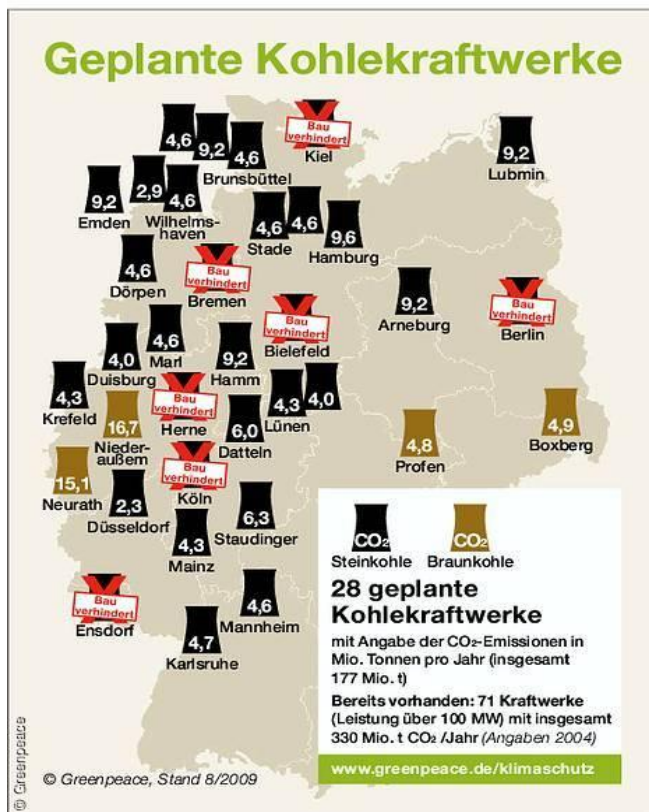 Geplante Kohlekraftwerke
Bau
verhindert
Kiel
4,6
9,2
4,6
Brunsbüttel
9,2
Lubmin
9,2
Emden
2,9
4,6
Wilhelms-
haven
4,6
4,6
Stade
9,6
Hamburg
4,6
Dörpen
Bau
verhindert
Bremen
Bau
verhindert
Bielefeld
9,2
Arneburg
Bau
verhindert
Berlin
4,6
Marl
4,0
Duisburg
9,2
Hamm
4,3
Krefeld
16,7
Nieder-
außem
Bau
verhindert
Herne
6,0
Datteln
4,3
4,0
Lünen
4,8
Profen
4,9
Boxberg
15,1
Neurath
2,3
Düsseldorf
Bau
verhindert
Köln
4,3
Mainz
6,3
Staudinger
Bau
verhindert
Ensdorf
4,6
Mannheim
4,7
Karlsruhe
CO₂
Steinkohle
CO₂
Braunkohle
28 geplante
Kohlekraftwerke
mit Angabe der CO₂-Emissionen in
Mio. Tonnen pro Jahr (insgesamt
177 Mio. t)
Bereits vorhanden: 71 Kraftwerke
(Leistung über 100 MW) mit insgesamt
330 Mio. t CO₂ /Jahr (Angaben 2004)
www.greenpeace.de/klimaschutz
© Greenpeace, Stand 8/2009
© Greenpeace